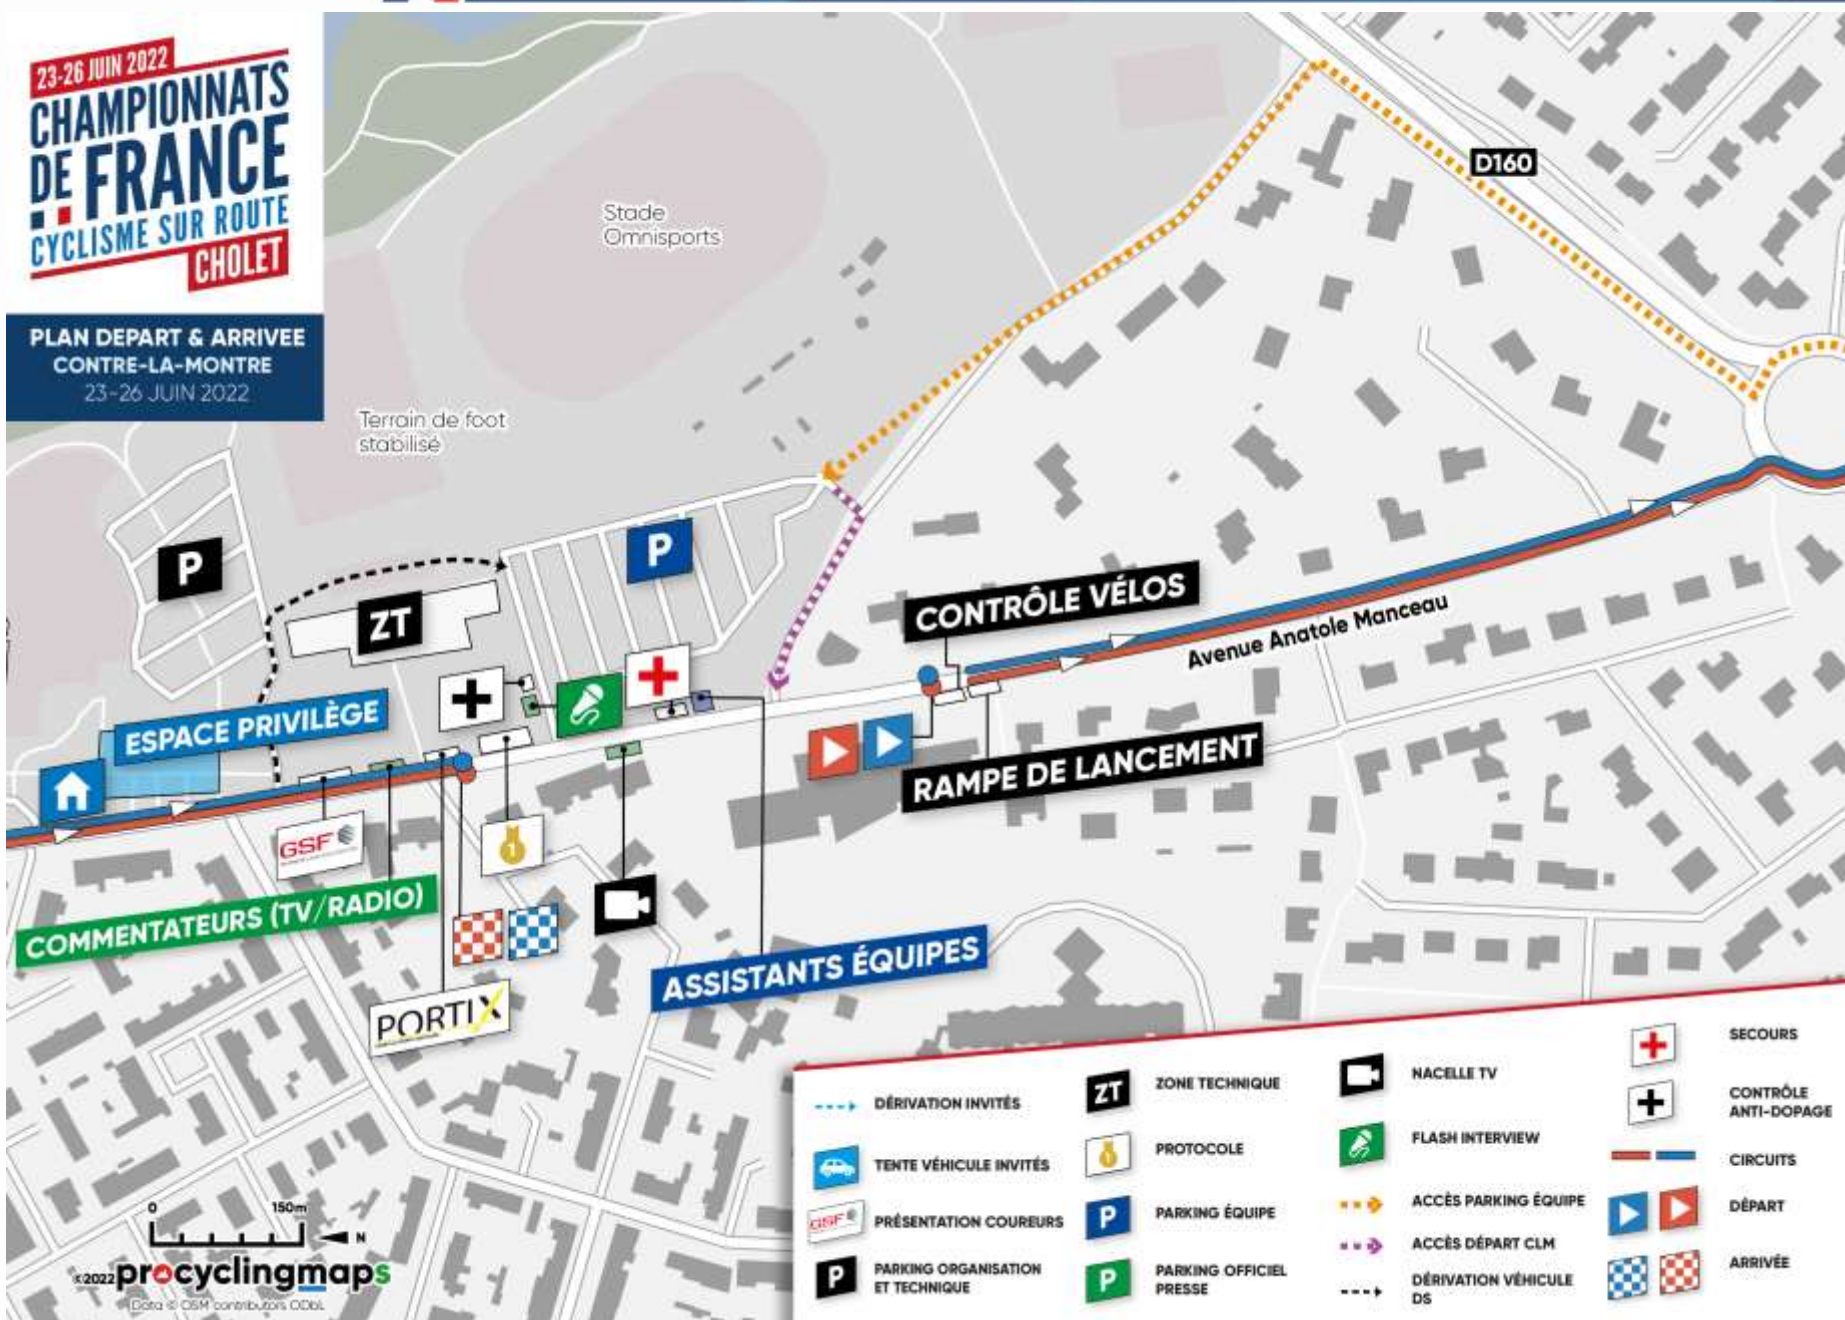 23-26 JUIN 2022
CHAMPIONNATS
DE FRANCE
CYCLISME SUR ROUTE
CHOLET
PLAN DEPART & ARRIVEE
CONTRE-LA-MONTRE
23-26 JUIN 2022
D160
Stade
Omnisports
Terrain de foot
stabilisé
P
P
ZT
CONTRÔLE VÉLOS
Avenue Anatole Manceau
ESPACE PRIVILÈGE
RAMPE DE LANCEMENT
GSF
1
COMMENTATEURS (TV/RADIO)
ASSISTANTS ÉQUIPES
PORTIX
DÉRIVATION INVITÉS
TENTE VÉHICULE INVITÉS
GSF
PRÉSENTATION COUREURS
P
PARKING ORGANISATION
ET TECHNIQUE
ZT
ZONE TECHNIQUE
PROTOCOLE
P
PARKING ÉQUIPE
P
PARKING OFFICIEL
PRESSE
NACELLE TV
FLASH INTERVIEW
ACCÈS PARKING ÉQUIPE
ACCÈS DÉPART CLM
DÉRIVATION VÉHICULE
DS
SECOURS
CONTRÔLE
ANTI-DOPAGE
CIRCUITS
DÉPART
ARRIVÉE
0 150m
N
©2022 procyclingmaps
Data © OSM contributors ODbL